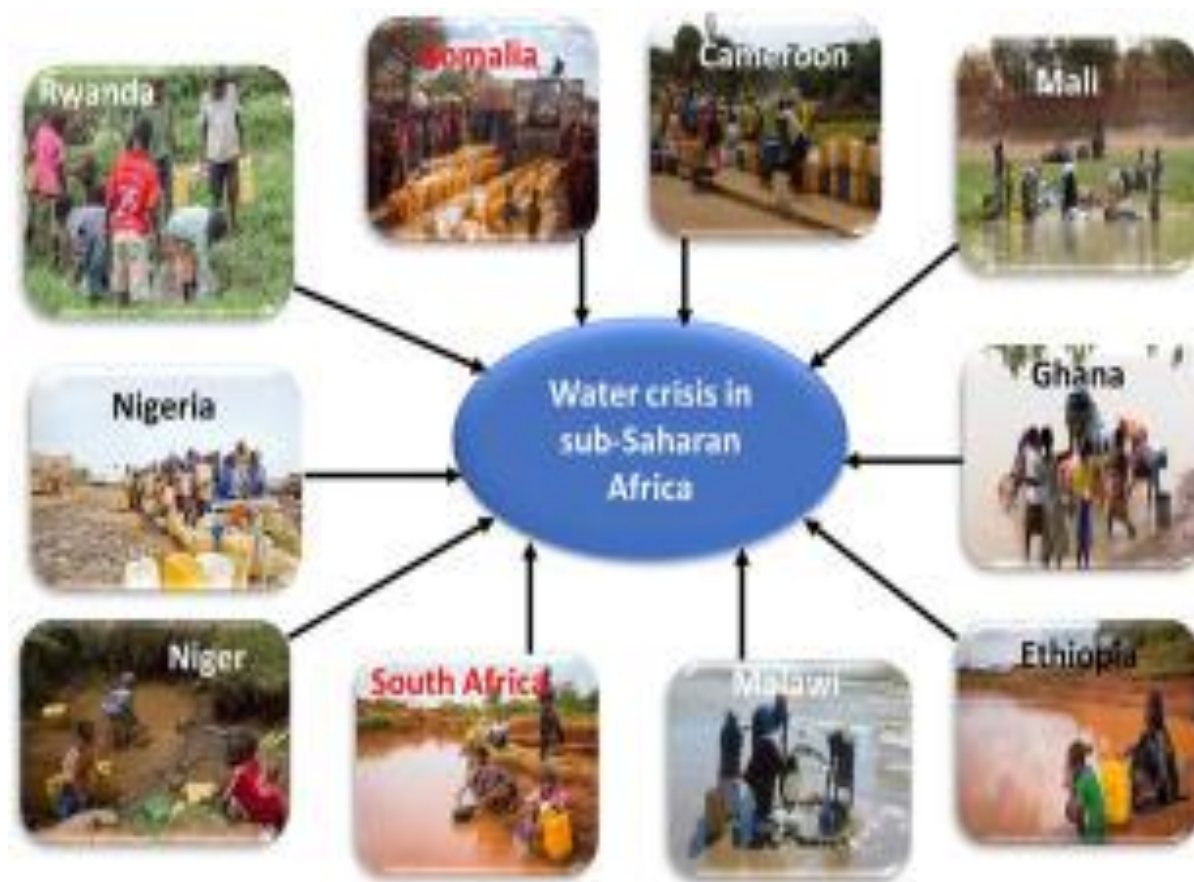 Rwanda
Somalia
Cameroon
Mali
Nigeria
Water crisis in
sub-Saharan
Africa
Ghana
Niger
South Africa
Malawi
Ethiopia